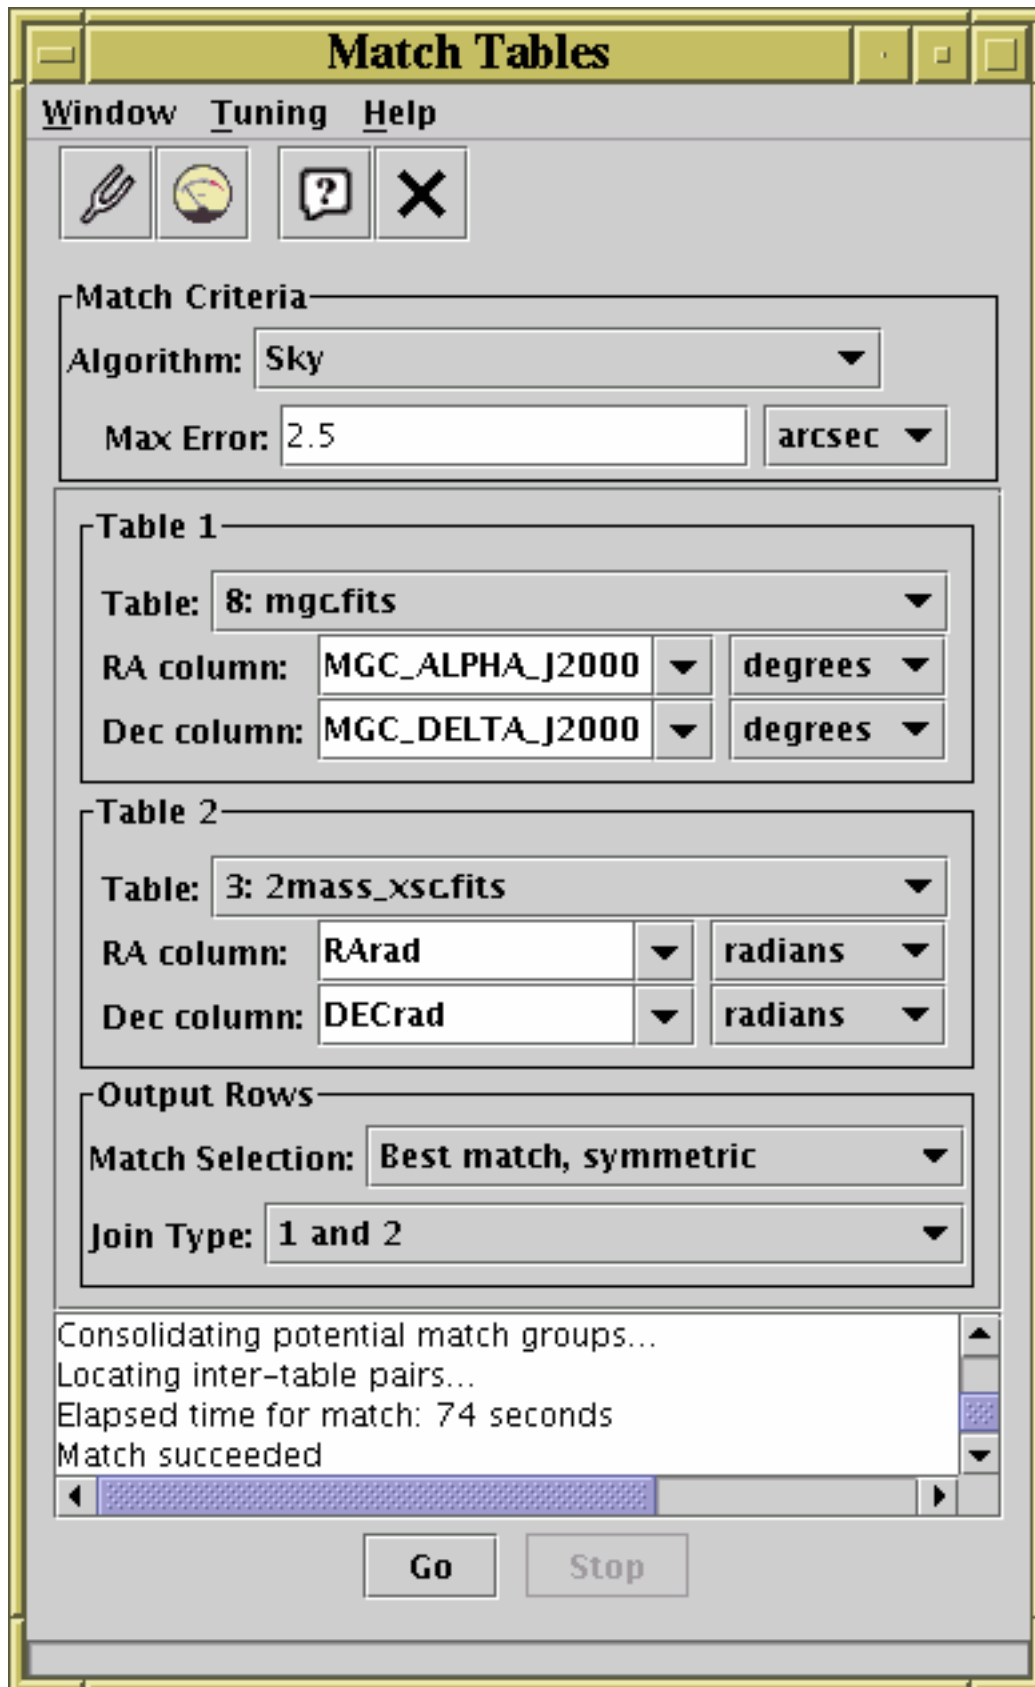 Match Tables
Window Tuning Help
?
Match Criteria
Algorithm: Sky
Max Error: 2.5 arcsec
Table 1
Table: 8: mgc.fits
RA column: MGC_ALPHA_J2000 degrees
Dec column: MGC_DELTA_J2000 degrees
Table 2
Table: 3: 2mass_xsc.fits
RA column: RArad radians
Dec column: DECrad radians
Output Rows
Match Selection: Best match, symmetric
Join Type: 1 and 2
Consolidating potential match groups...
Locating inter-table pairs...
Elapsed time for match: 74 seconds
Match succeeded
Go Stop